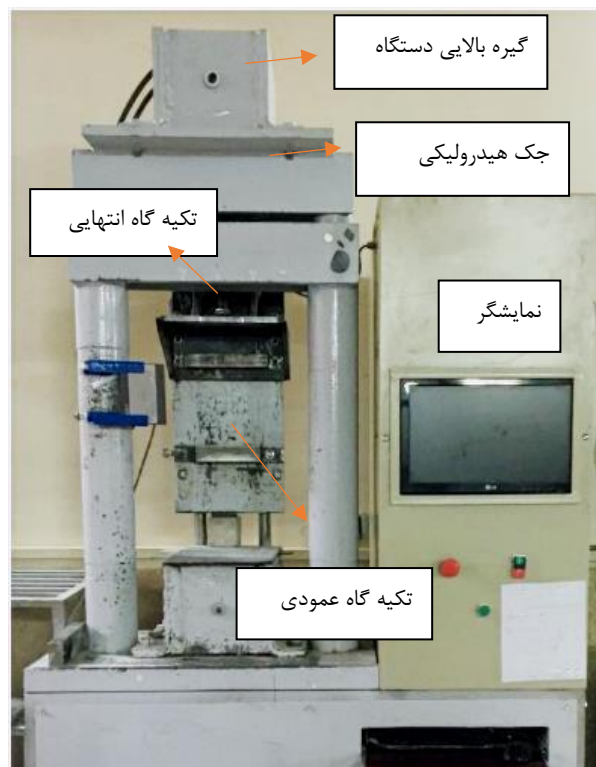 گیره بالایی دستگاه
جک هیدرولیکی
تکیه گاه انتهایی
نمایشگر
تکیه گاه عمودی